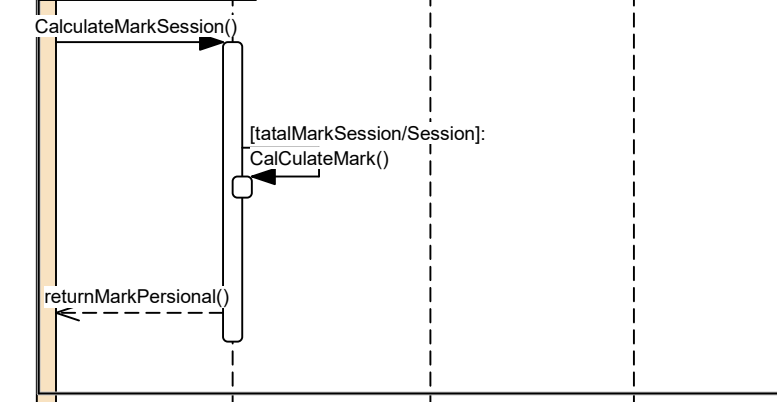 CalculateMarkSession()
[tatalMarkSession/Session]:
CalCulateMark()
returnMarkPersional()